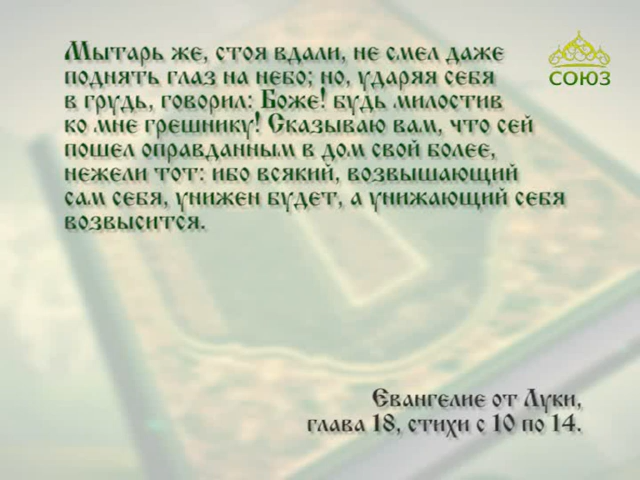 Мытарь же, стоя вдали, не смел даже
поднять глаз на небо; но, ударяя себя
в грудь, говорил: Боже! будь милостив
ко мне грешнику! Сказываю вам, что сей
пошел оправданным в дом свой более,
нежели тот: ибо всякий, возвышающий
сам себя, унижен будет, а унижающий себя
возвысится.
СОЮЗ
Евангелие от Луки,
глава 18, стихи с 10 по 14.